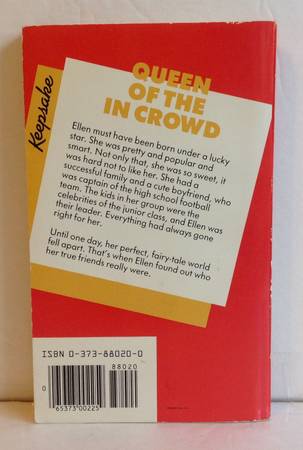 Keepsake
QUEEN
OF THE
IN CROWD
Ellen must have been born under a lucky
star. She was pretty and popular and
smart. Not only that, she was so sweet, it
was hard not to like her. She had a
successful family and a cute boyfriend, who
was captain of the high school football
team. The kids in her group were the
celebrities of the junior class, and Ellen was
their leader. Everything had always gone
right for her.
Until one day, her perfect, fairy-tale world
fell apart. That's when Ellen found out who
her true friends really were.
ISBN 0-373-88020-0
88020
0
65373"00225